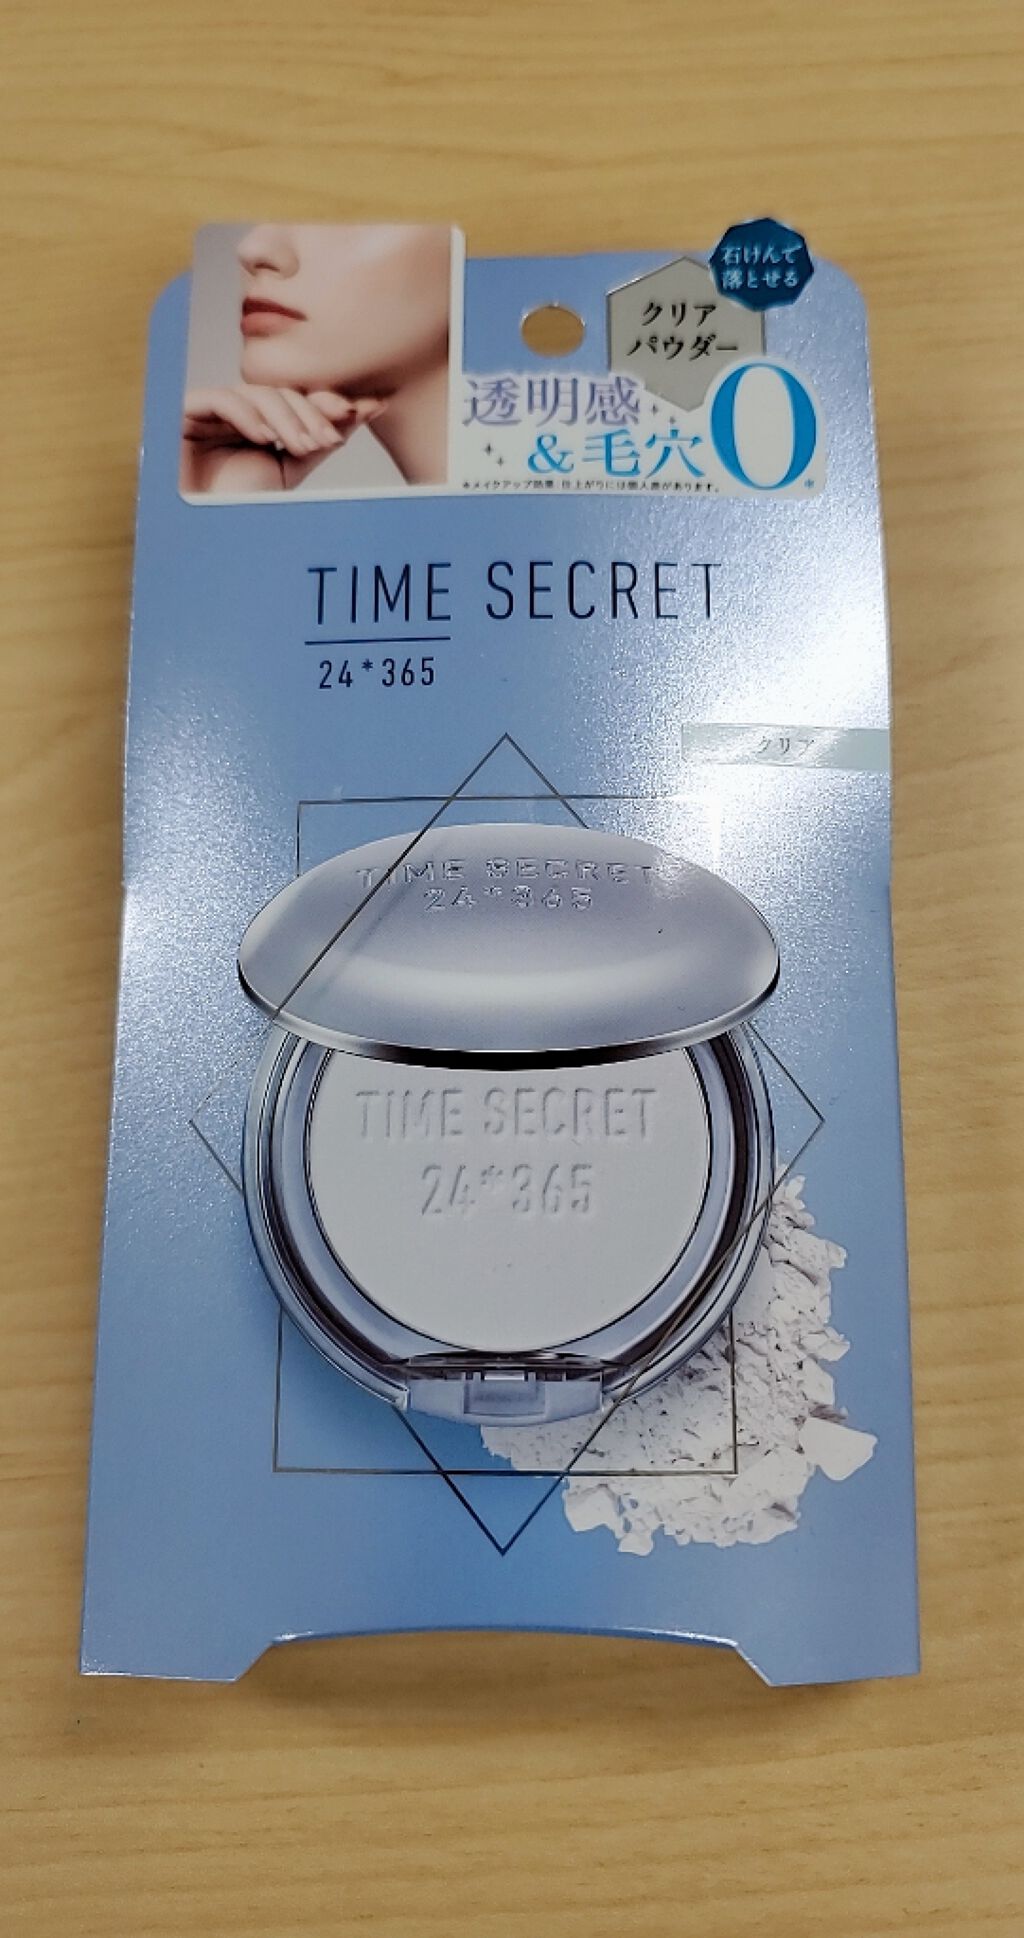 石けんで
落とせる
クリア
パウダー
透明感
&毛穴0*
*メイクアップ効果 仕上がりには個人差があります。
TIME SECRET
24*365
クリア
TIME SECRET
24*365
TIME SECRET
24*365